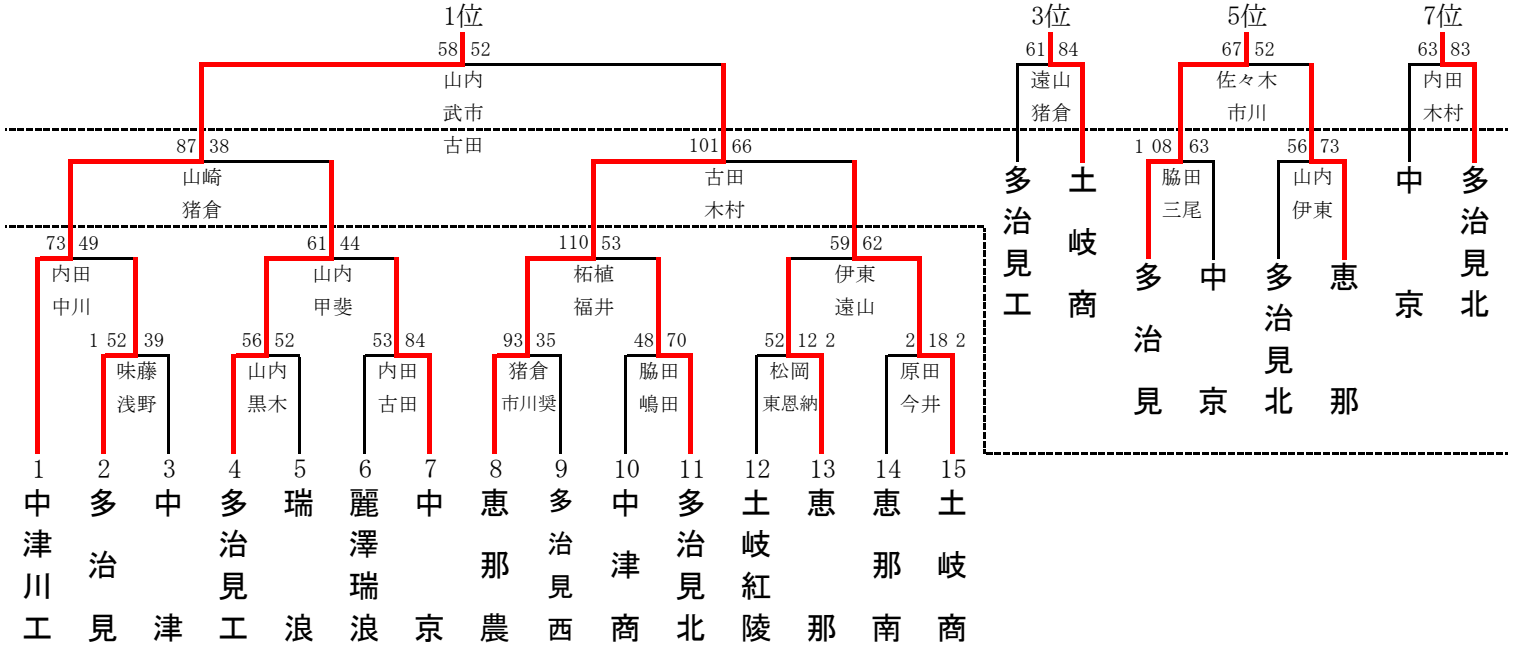 1位 3位 5位 7位
58 52 61 84 67 52 63 83
山内 遠山 佐々木 内田
武市 猪倉 市川 木村
古田
87 38 101 66 1 08 63 56 73
山崎 古田 脇田 山内
猪倉 木村 三尾 伊東
多治見工 土岐商 中京 多治見北
73 49 61 44 110 53 59 62
内田 山内 柘植 伊東
中川 甲斐 福井 遠山
多治見 中京 多治見北 恵那
1 52 39 56 52 53 84 93 35 48 70 52 12 2 2 18 2
味藤 山内 内田 猪倉 脇田 松岡 原田
浅野 黒木 古田 市川奨 嶋田 東恩納 今井
1 2 3 4 5 6 7 8 9 10 11 12 13 14 15
中津川工
多治見
中津
多治見工
瑞浪
麗澤瑞浪
中京
恵那農
多治見西
中津商
多治見北
土岐紅陵
恵那
恵那南
土岐商